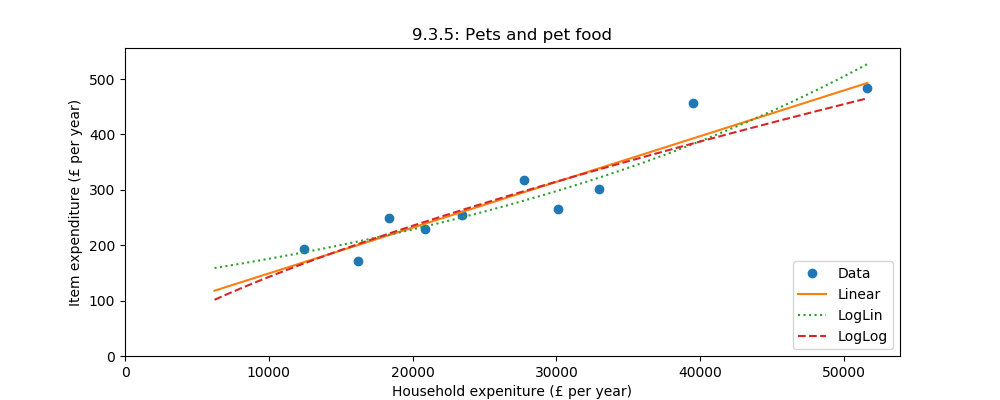 9.3.5: Pets and pet food
Item expenditure (£ per year)
500
400
300
200
100
0
0 10000 20000 30000 40000 50000
Household expeniture (£ per year)
Data
Linear
LogLin
LogLog